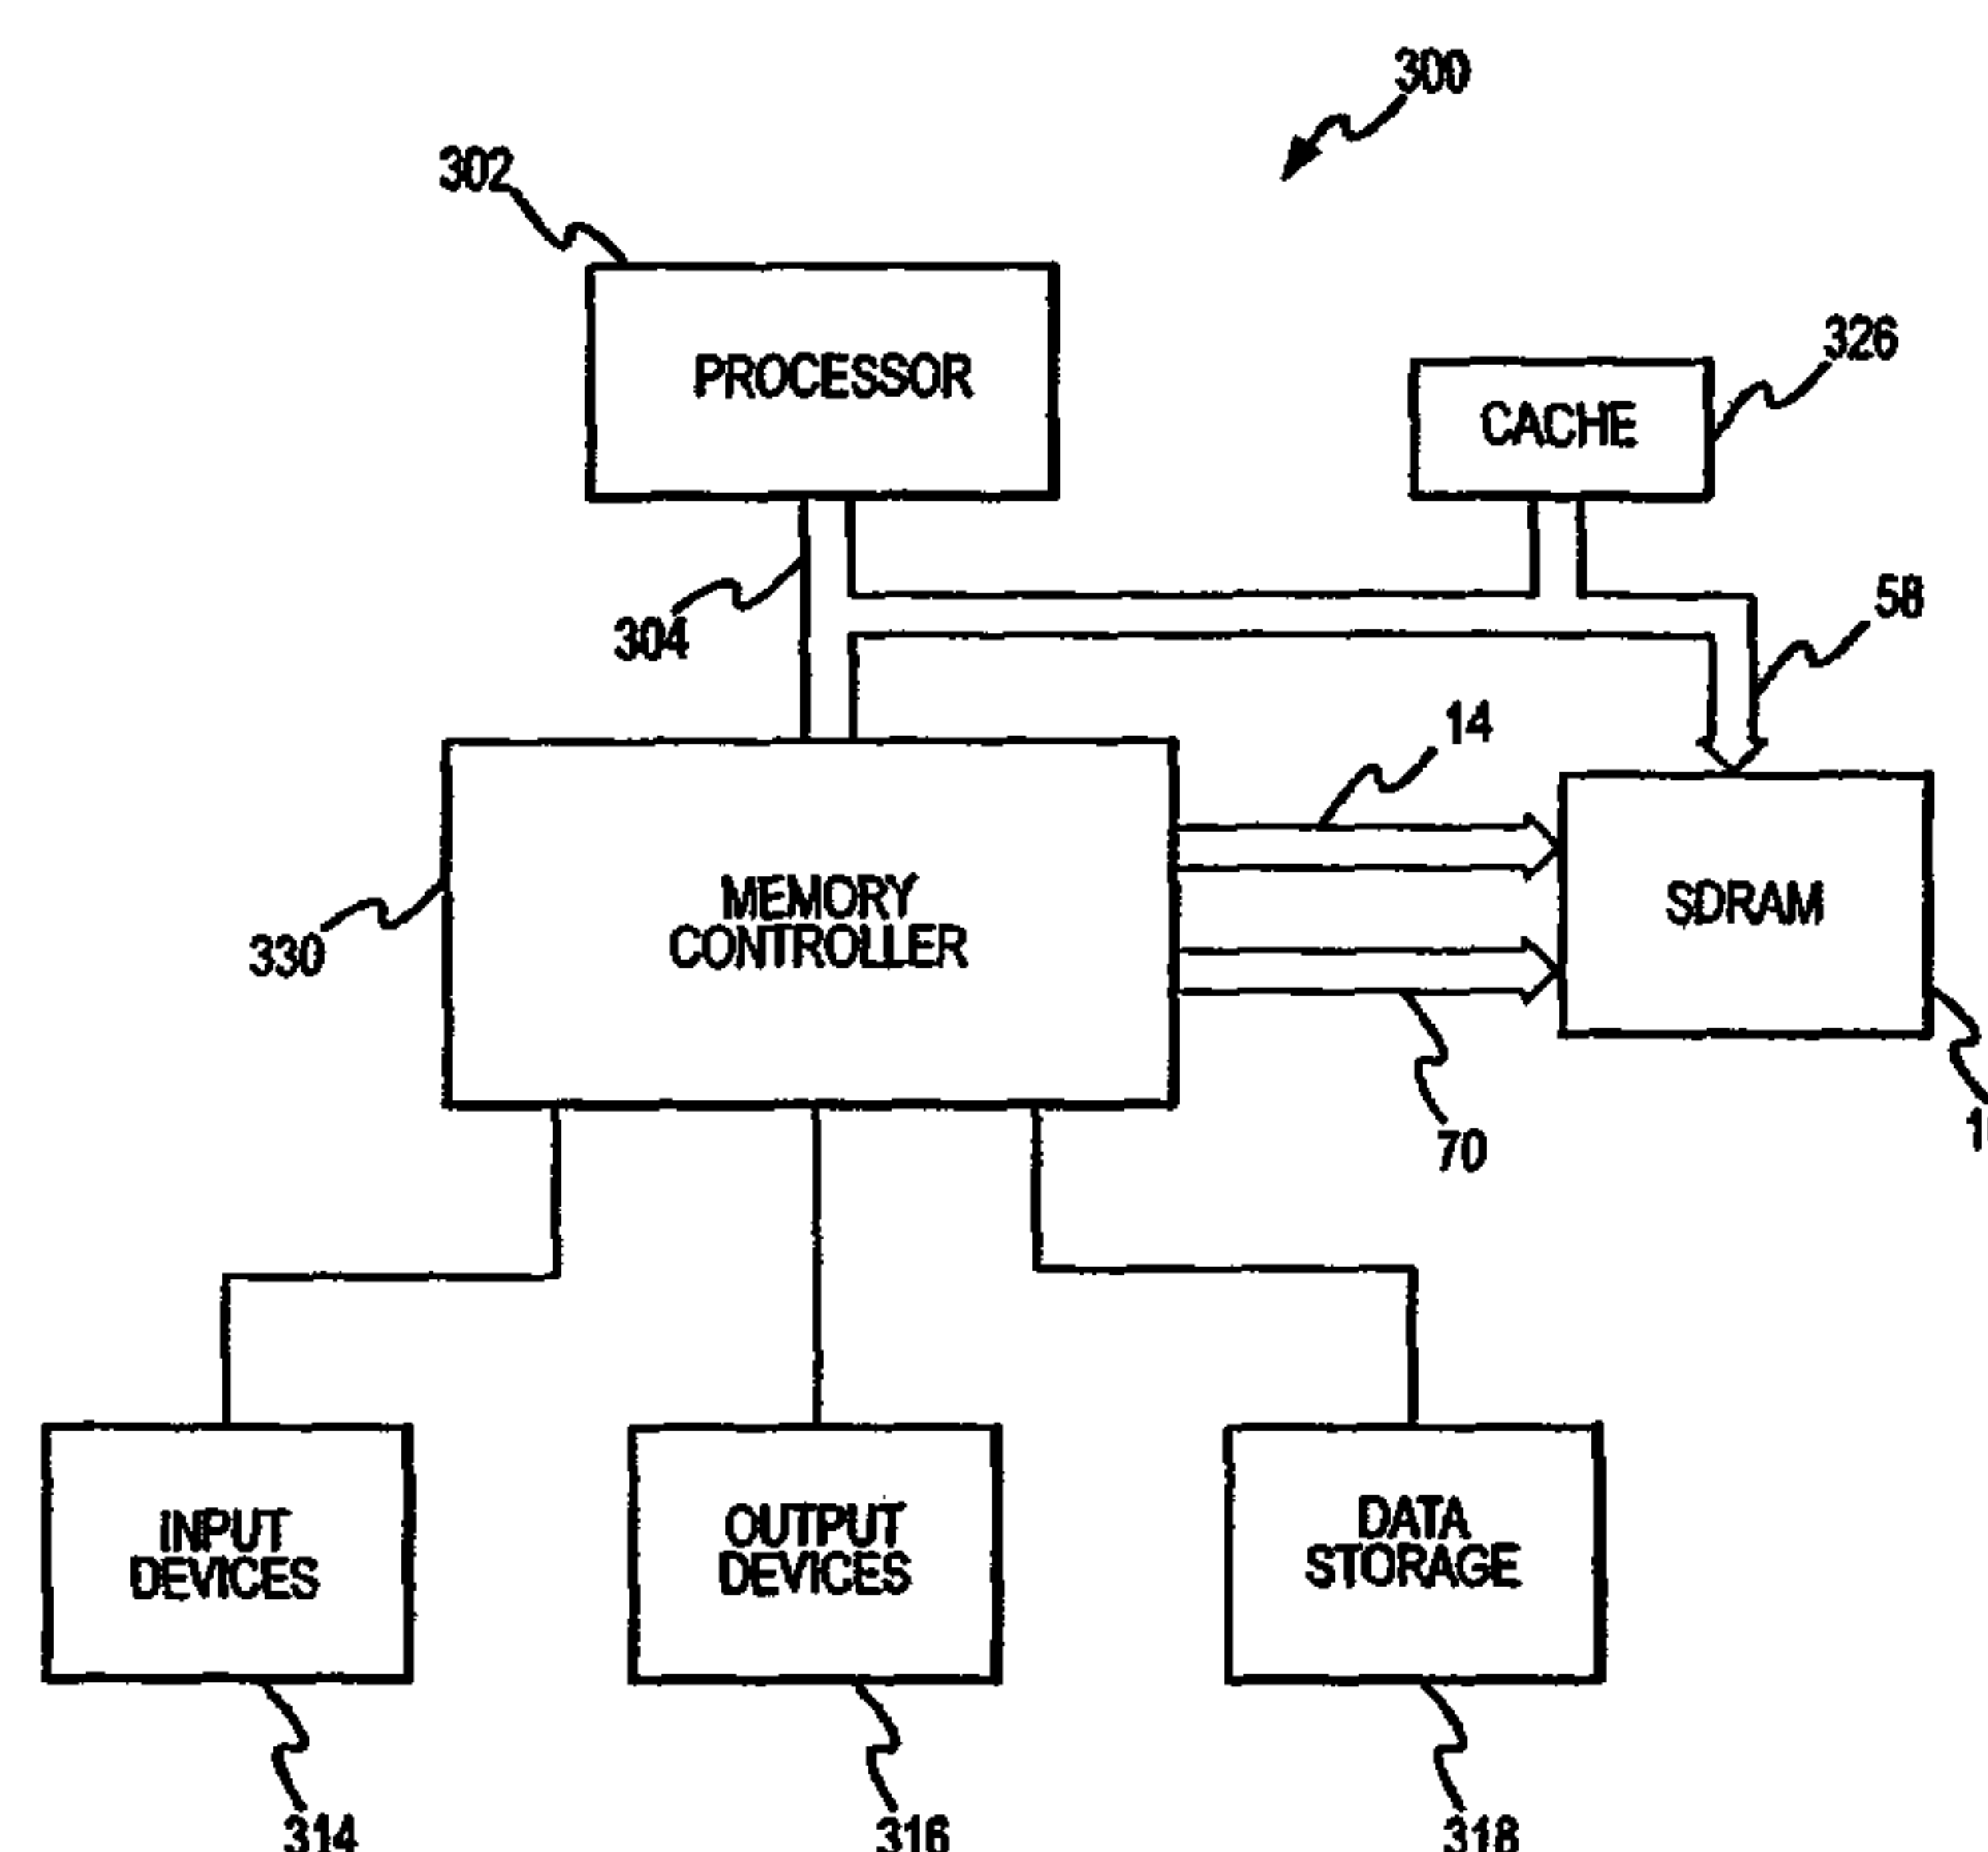 300
302
PROCESSOR
326
CACHE
304
58
14
MEMORY
CONTROLLER
SDRAM
330
70
INPUT
DEVICES
OUTPUT
DEVICES
DATA
STORAGE
314
316
318